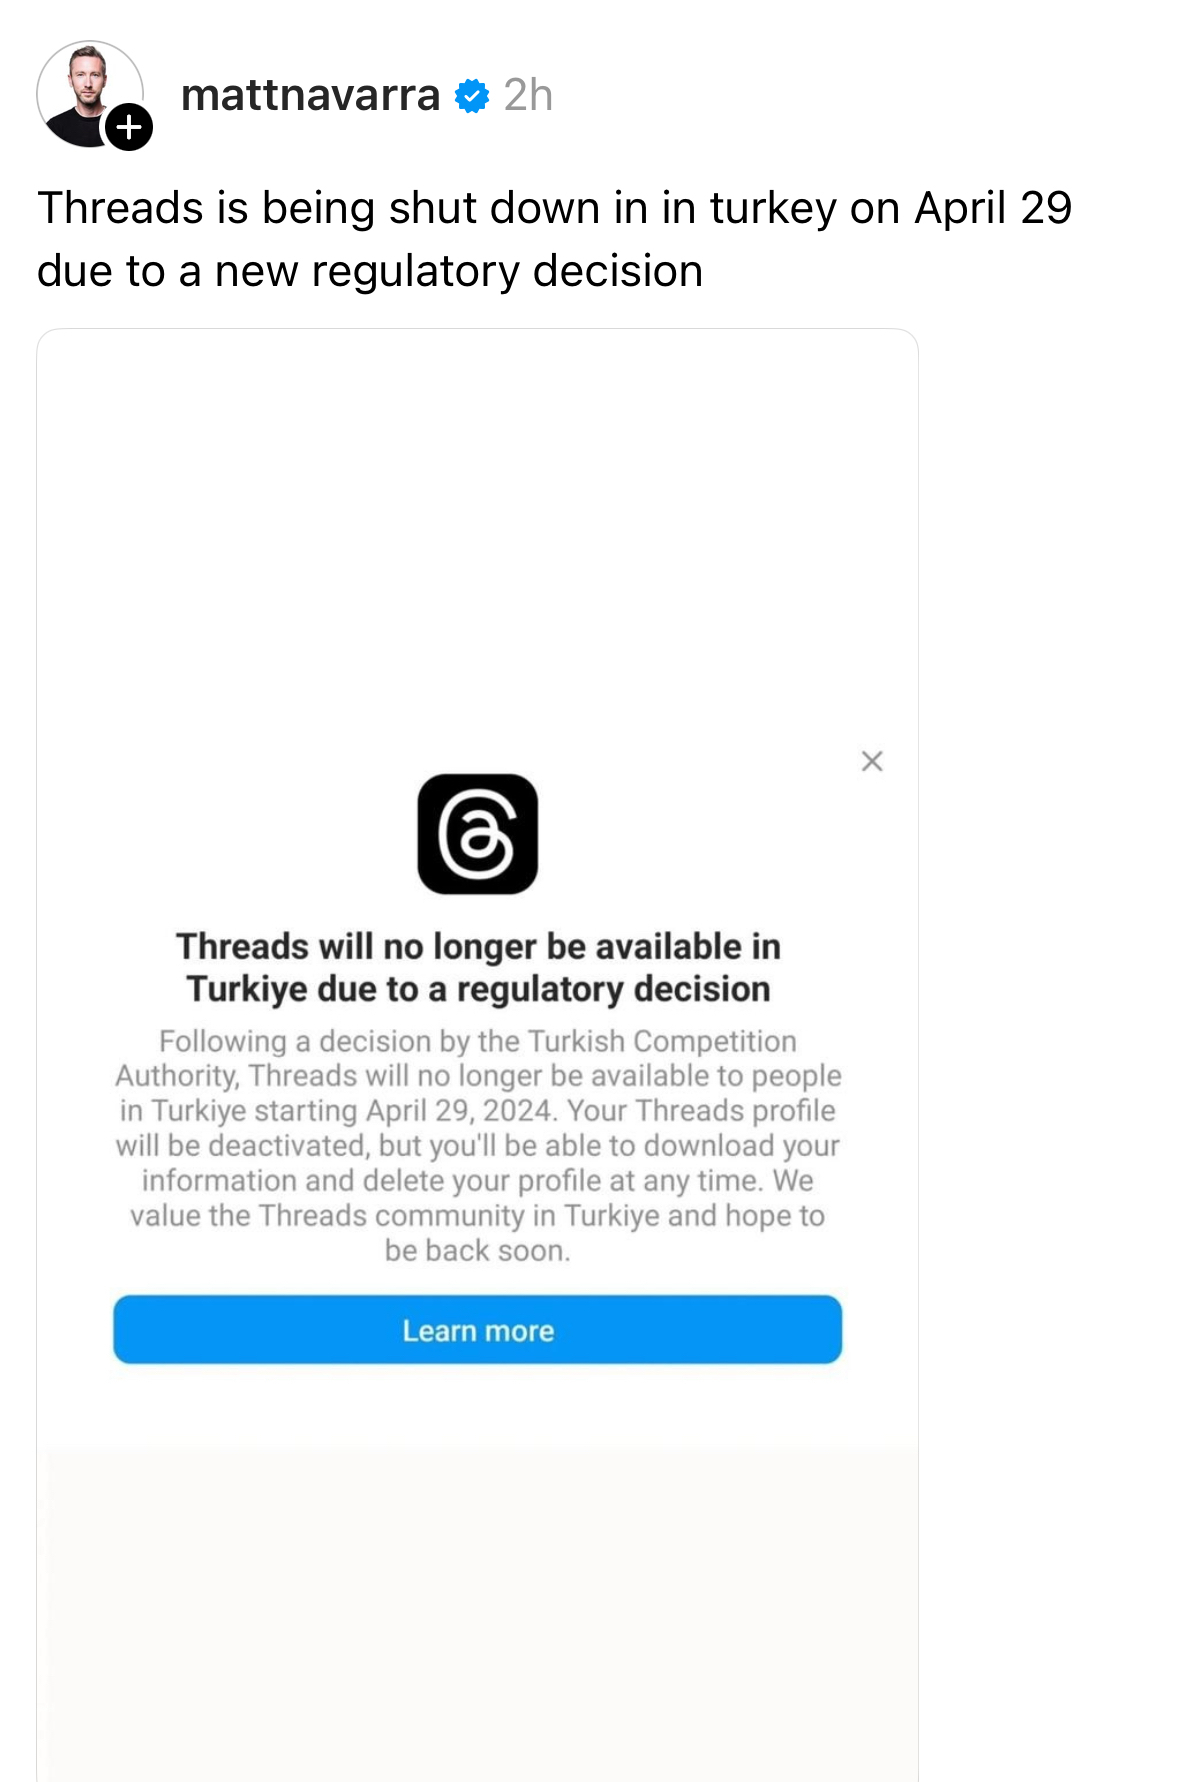 mattnavarra 2h
Threads is being shut down in in turkey on April 29
due to a new regulatory decision
Threads will no longer be available in
Turkiye due to a regulatory decision
Following a decision by the Turkish Competition
Authority, Threads will no longer be available to people
in Turkiye starting April 29, 2024. Your Threads profile
will be deactivated, but you'll be able to download your
information and delete your profile at any time. We
value the Threads community in Turkiye and hope to
be back soon.
Learn more